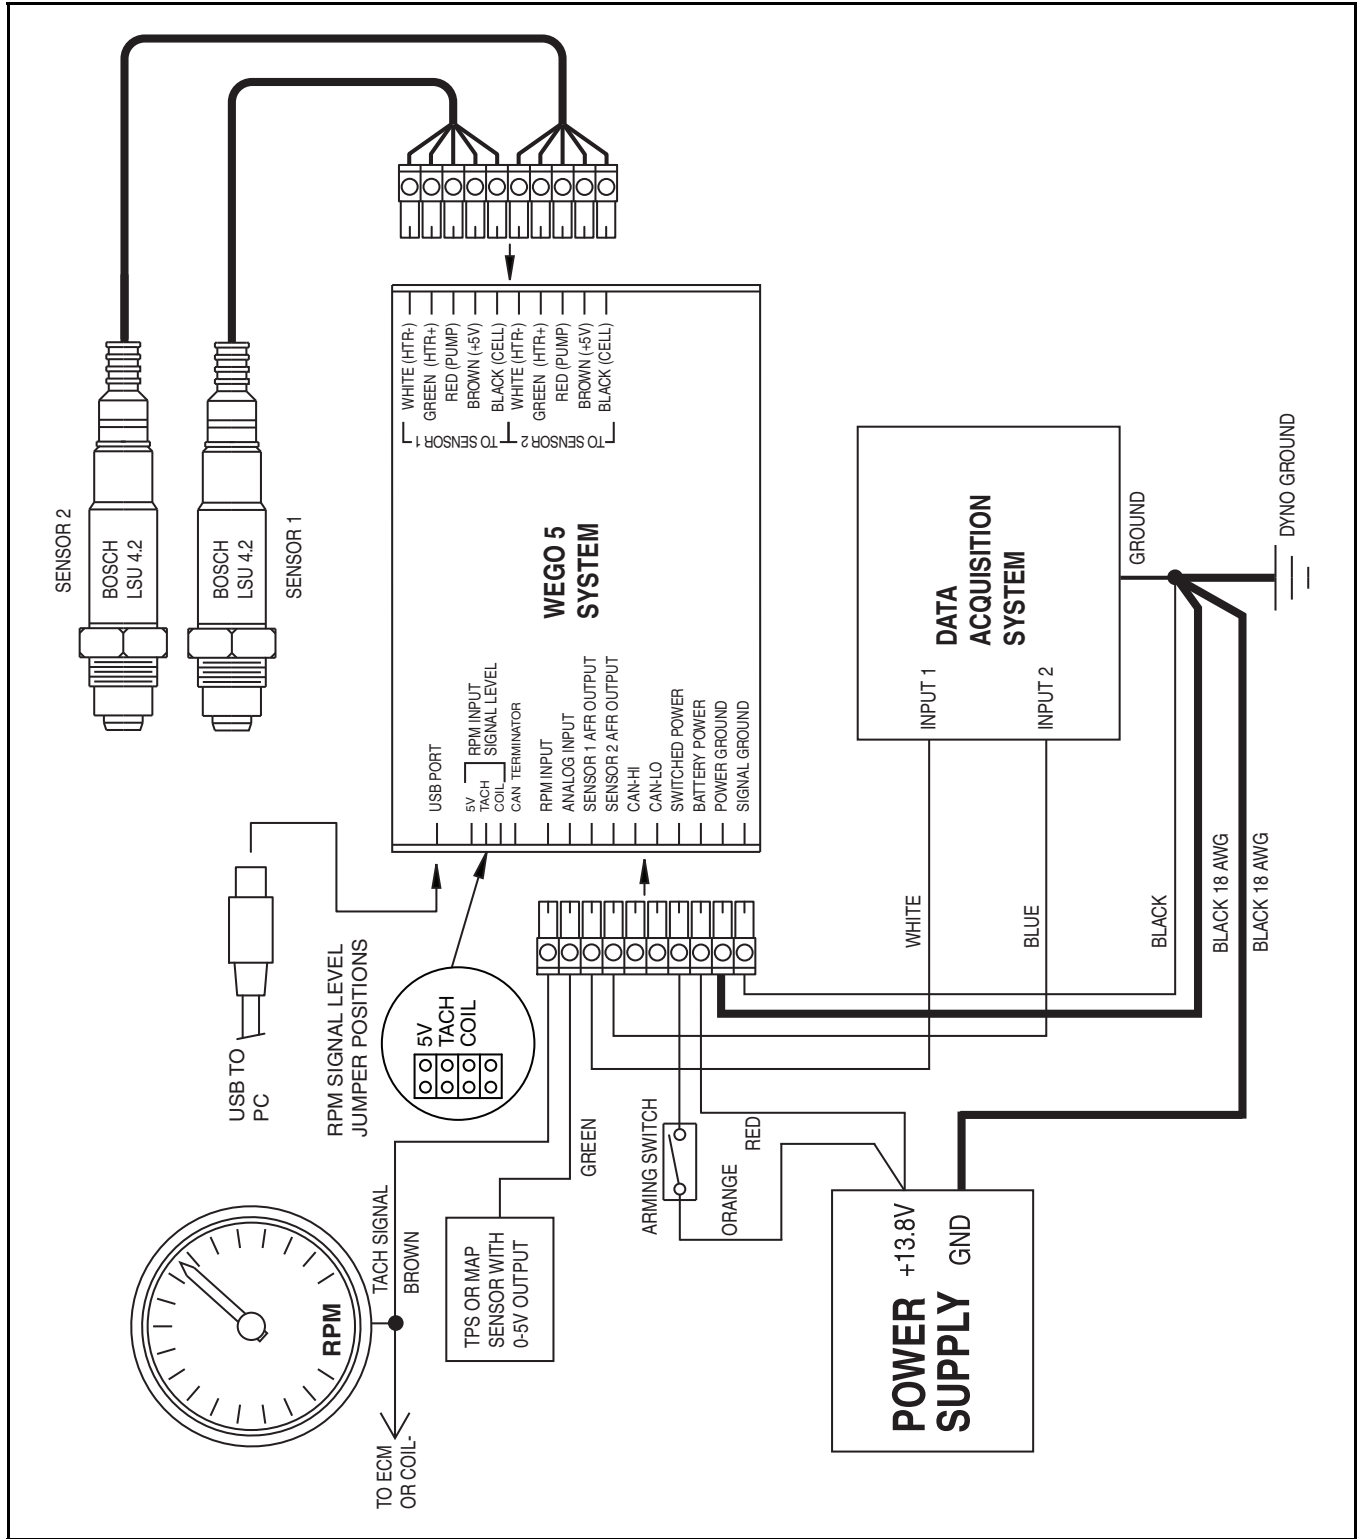 SENSOR 2
BOSCH
LSU 4.2
BOSCH
LSU 4.2
SENSOR 1
WHITE (HTR-)
GREEN (HTR+)
RED (PUMP)
BROWN (+5V)
BLACK (CELL)
WHITE (HTR-)
GREEN (HTR+)
RED (PUMP)
BROWN (+5V)
BLACK (CELL)
TO SENSOR 1
TO SENSOR 2
WEGO 5
SYSTEM
USB PORT
5V
TACH
COIL
RPM INPUT
SIGNAL LEVEL
CAN TERMINATOR
RPM INPUT
ANALOG INPUT
SENSOR 1 AFR OUTPUT
SENSOR 2 AFR OUTPUT
CAN-HI
CAN-LO
SWITCHED POWER
BATTERY POWER
POWER GROUND
SIGNAL GROUND
DATA
ACQUISITION
SYSTEM
INPUT 1
INPUT 2
GROUND
DYNO GROUND
WHITE
BLUE
BLACK
BLACK 18 AWG
BLACK 18 AWG
USB TO
PC
RPM SIGNAL LEVEL
JUMPER POSITIONS
5V
TACH
COIL
GREEN
ARMING SWITCH
ORANGE
RED
RPM
TACH SIGNAL
BROWN
TO ECM
OR COIL-
TPS OR MAP
SENSOR WITH
0-5V OUTPUT
POWER
SUPPLY
+13.8V
GND